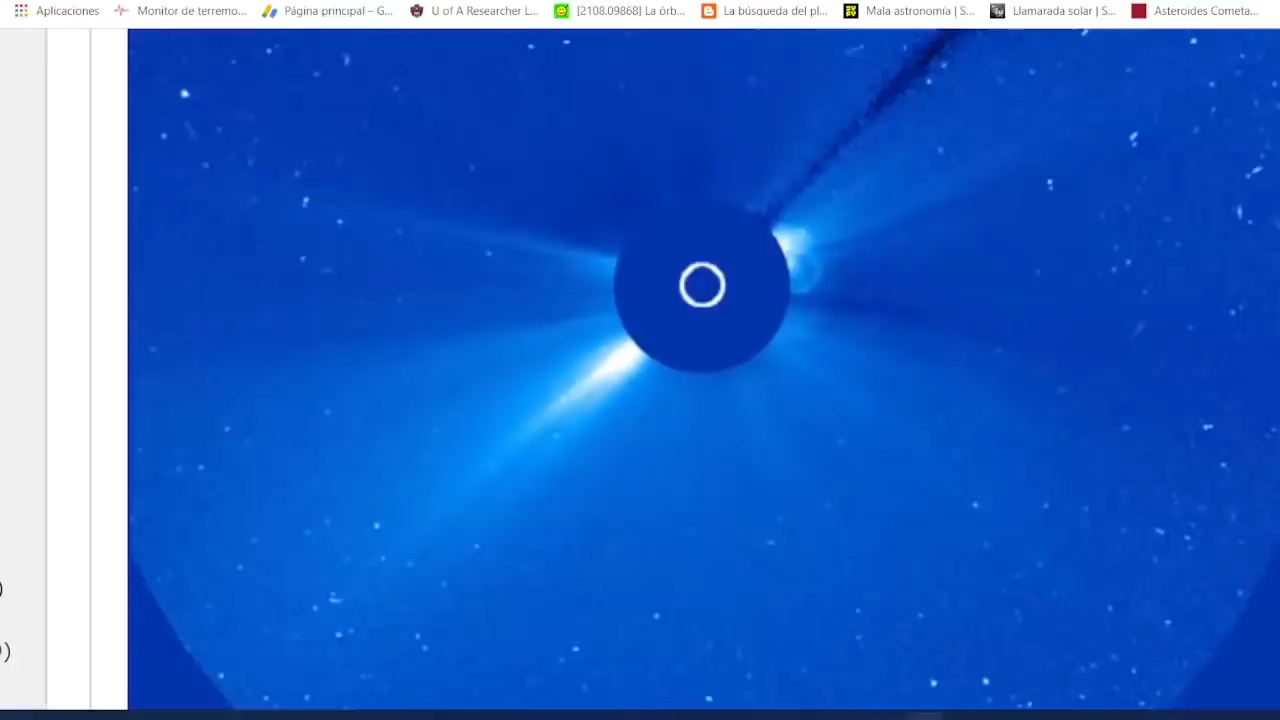 Aplicaciones Monitor de terremo... Página principal – G... U of A Researcher L... [2108.09868] La órb... La búsqueda del pl... Mala astronomía | S... Llamarada solar | S... Asteroides Cometa...
)
)